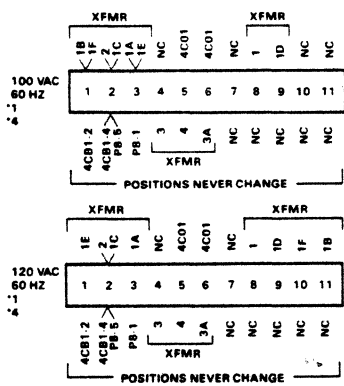 XFMR XFMR
1B 1F 2 1C 1A 1E NC 4C01 4C01 NC 1 1D NC NC
100 VAC
60 HZ
*1
*4
1 2 3 4 5 6 7 8 9 10 11
4CB1-2 4CB1-4 PB-5 PB-1 3 4 3A NC NC NC NC NC
XFMR
POSITIONS NEVER CHANGE
XFMR XFMR
1E 2 1C 1A NC 4C01 4C01 NC 1 1D 1F 1B
120 VAC
60 HZ
*1
*4
1 2 3 4 5 6 7 8 9 10 11
4CB1-2 4CB1-4 PB-5 PB-1 3 4 3A NC NC NC NC NC
XFMR
POSITIONS NEVER CHANGE